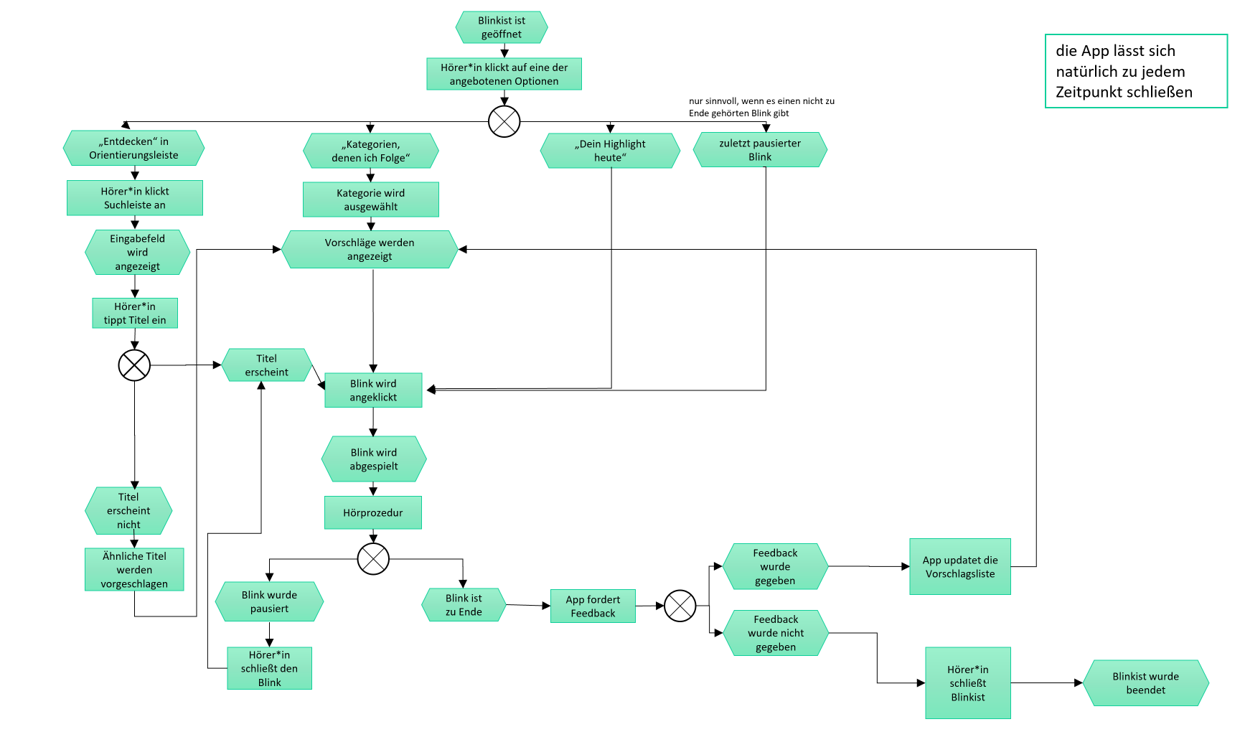 Blinkist ist
geöffnet
die App lässt sich
natürlich zu jedem
Zeitpunkt schließen
Hörer*in klickt auf eine der
angebotenen Optionen
nur sinnvoll, wenn es einen nicht zu
Ende gehörten Blink gibt
„Entdecken“ in
Orientierungsleiste
„Kategorien,
denen ich Folge“
„Dein Highlight
heute“
zuletzt pausierter
Blink
Hörer*in klickt
Suchleiste an
Kategorie wird
ausgewählt
Eingabefeld
wird
angezeigt
Vorschläge werden
angezeigt
Hörer*in
tippt Titel ein
Titel
erscheint
Blink wird
angeklickt
Blink wird
abgespielt
Titel
erscheint
nicht
Hörprozedur
Ähnliche Titel
werden
vorgeschlagen
Blink wurde
pausiert
Blink ist
zu Ende
App fordert
Feedback
Feedback
wurde
gegeben
App updatet die
Vorschlagsliste
Feedback
wurde nicht
gegeben
Hörer*in
schließt den
Blink
Hörer*in
schließt
Blinkist
Blinkist wurde
beendet